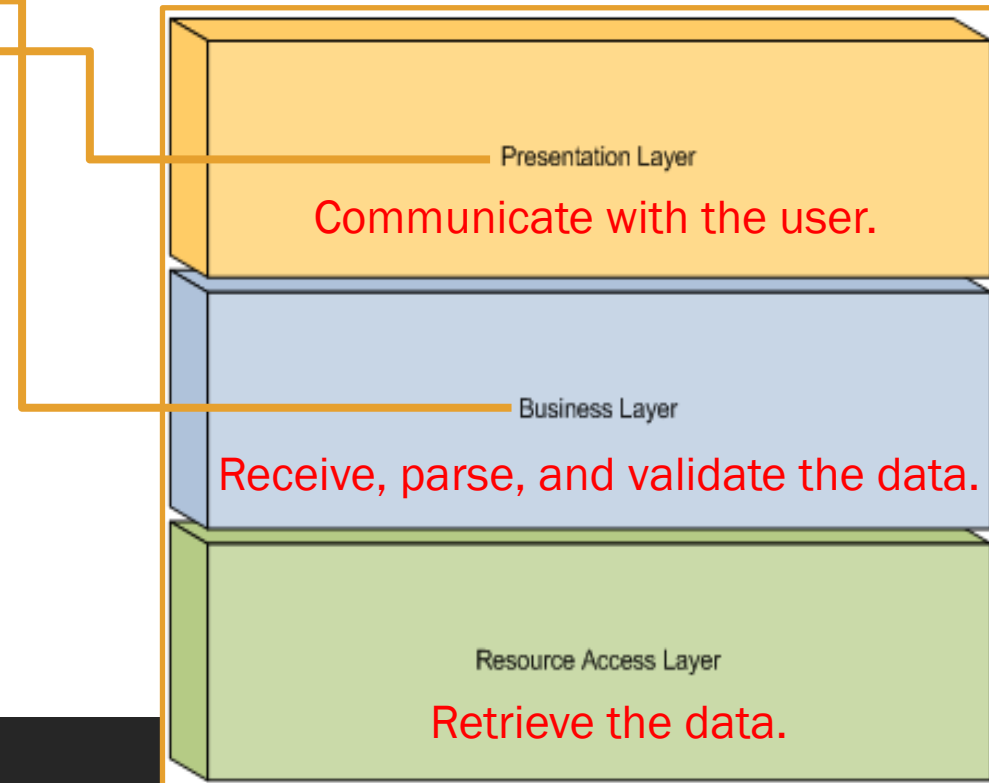 Presentation Layer
Communicate with the user.
Business Layer
Receive, parse, and validate the data.
Resource Access Layer
Retrieve the data.